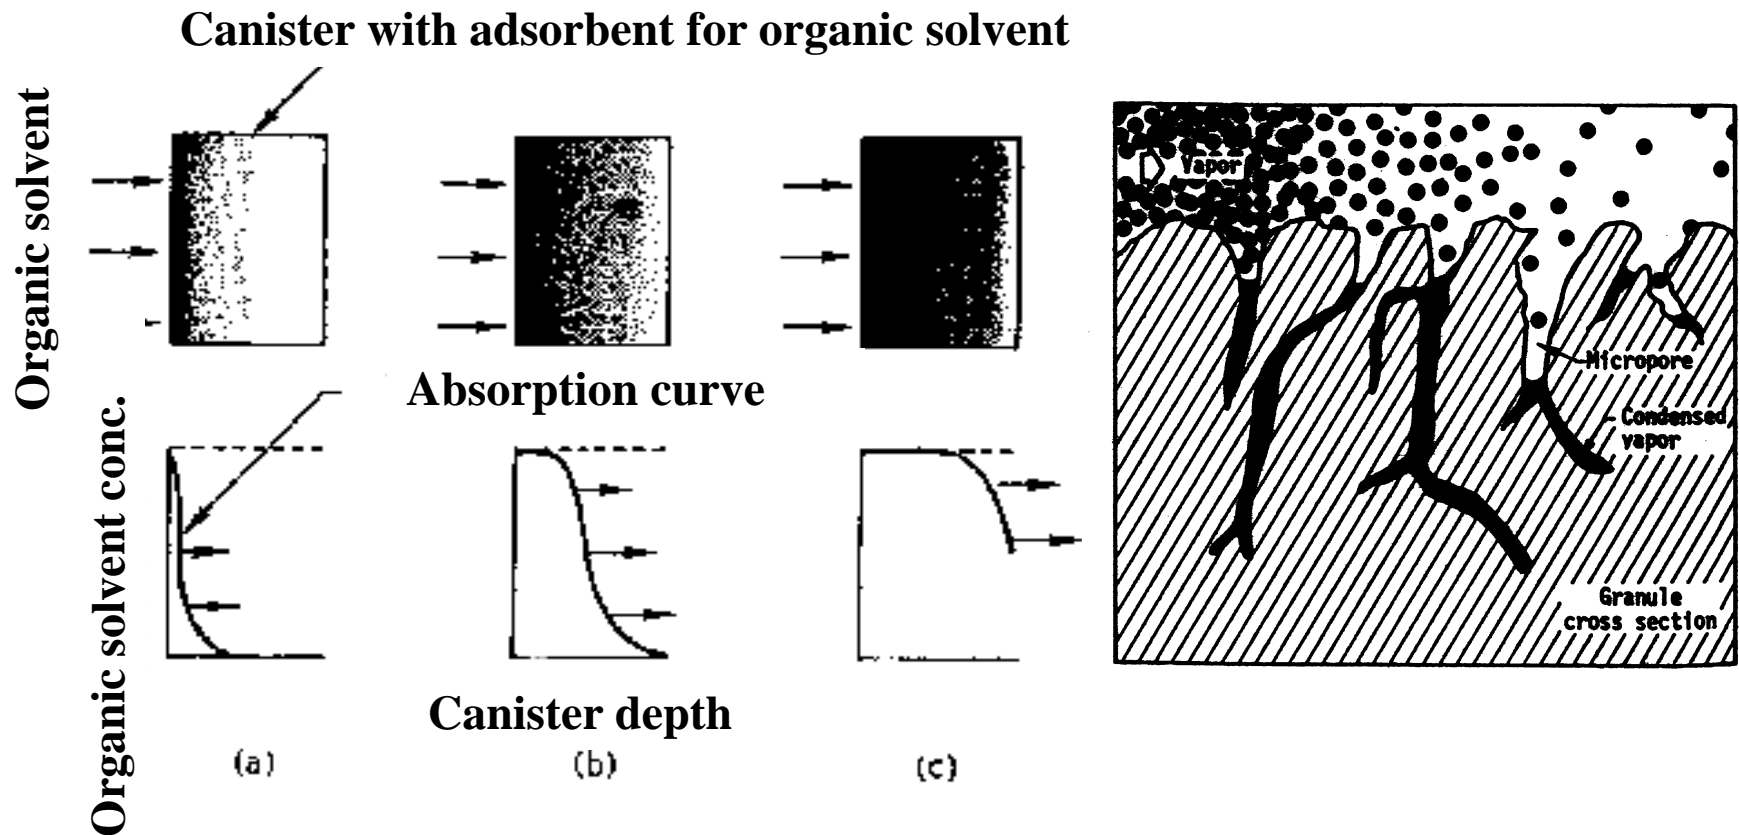 Canister with adsorbent for organic solvent
Organic solvent
Vapor
Micropore
Absorption curve
Condensed
vapor
Organic solvent conc.
Granule
cross section
Canister depth
(a)
(b)
(c)